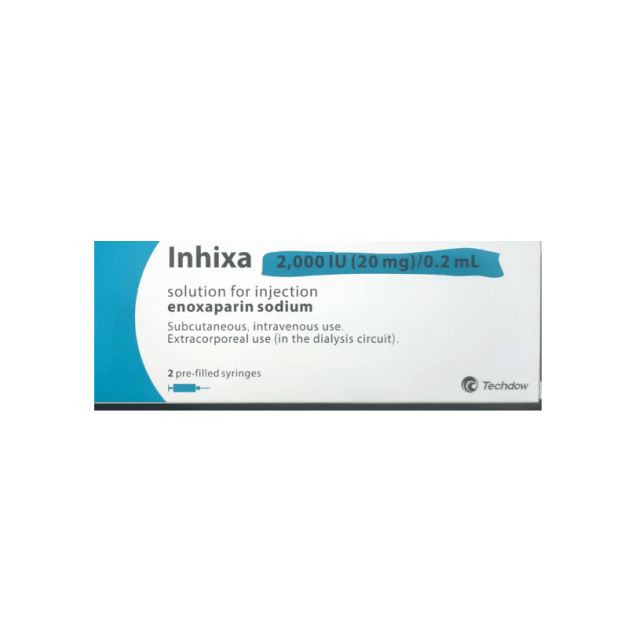 Inhixa 2,000 IU (20 mg)/0.2 mL
solution for injection
enoxaparin sodium
Subcutaneous, intravenous use.
Extracorporeal use (in the dialysis circuit).
2 pre-filled syringes
Techdow